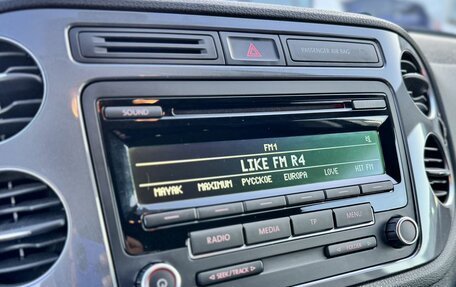 PASSENGER AIR BAG
SOUND
FM1
LIKE FM R4
MAYAK MAXIMUM РУССКОЕ EUROPA LOVE HIT FM
RADIO MEDIA TP MENU
SEEK/TRACK FOLDER